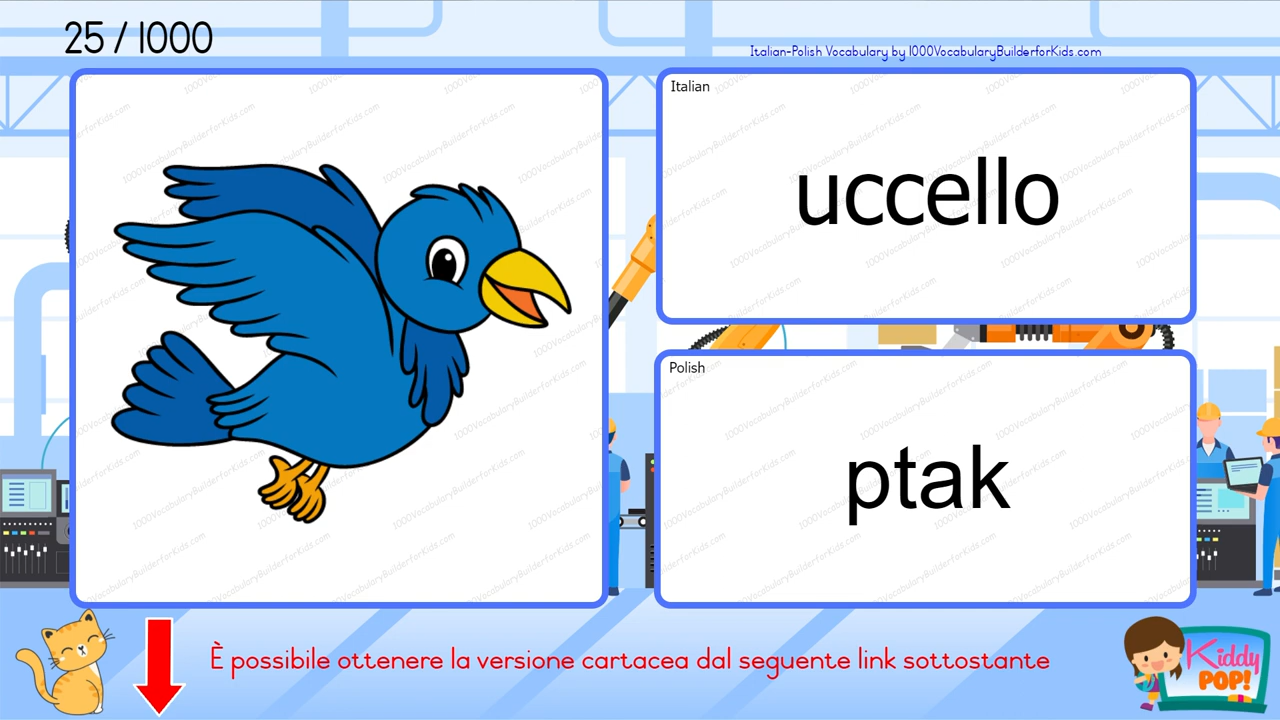 25 / 1000
Italian-Polish Vocabulary by 1000VocabularyBuilderforKids.com
Italian
uccello
Polish
ptak
È possibile ottenere la versione cartacea dal seguente link sottostante
Kiddy
POP!